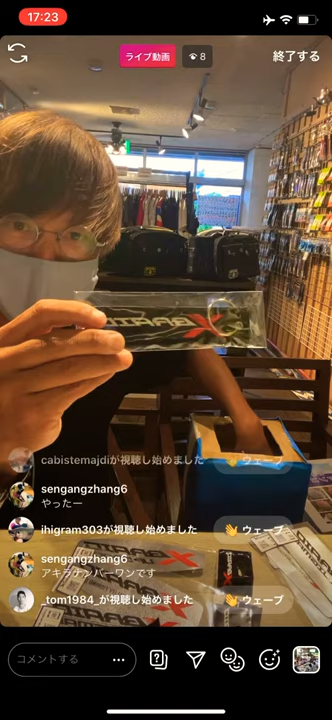 17:23
ライブ動画
8
終了する
cabistemajdiが視聴し始めました
ウェーブ
sengangzhang6
やったー
ihigram303が視聴し始めました
ウェーブ
sengangzhang6
アキラナンバーワンです
_tom1984_が視聴し始めました
ウェーブ
コメントする